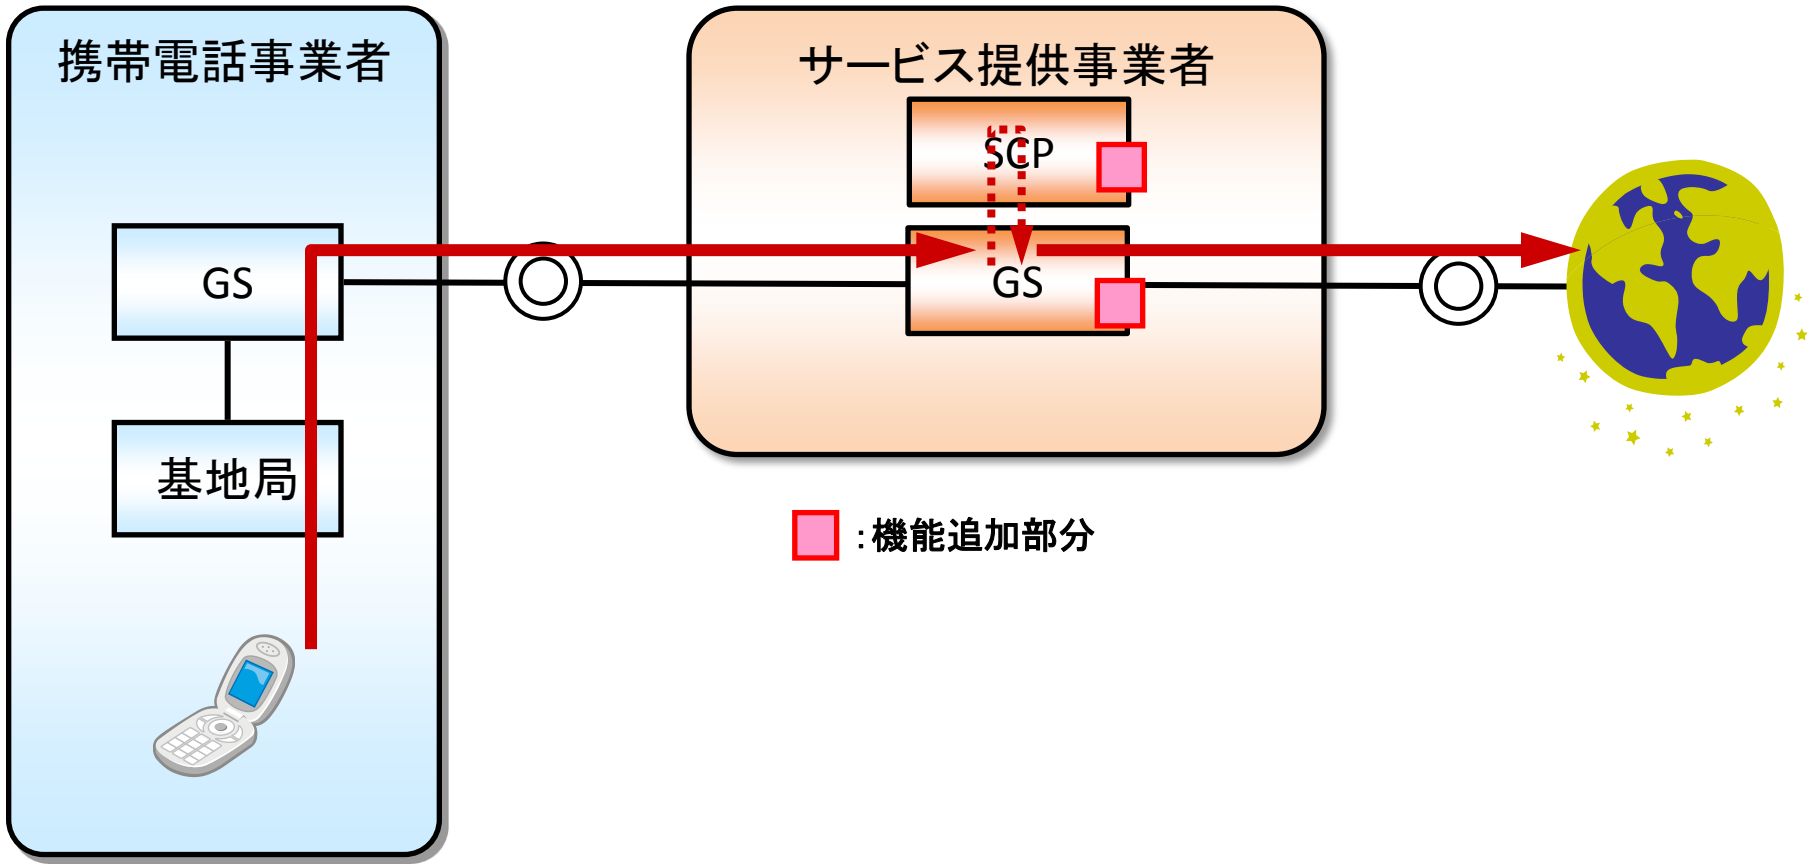 携帯電話事業者
サービス提供事業者
SCP
GS
GS
基地局
：機能追加部分